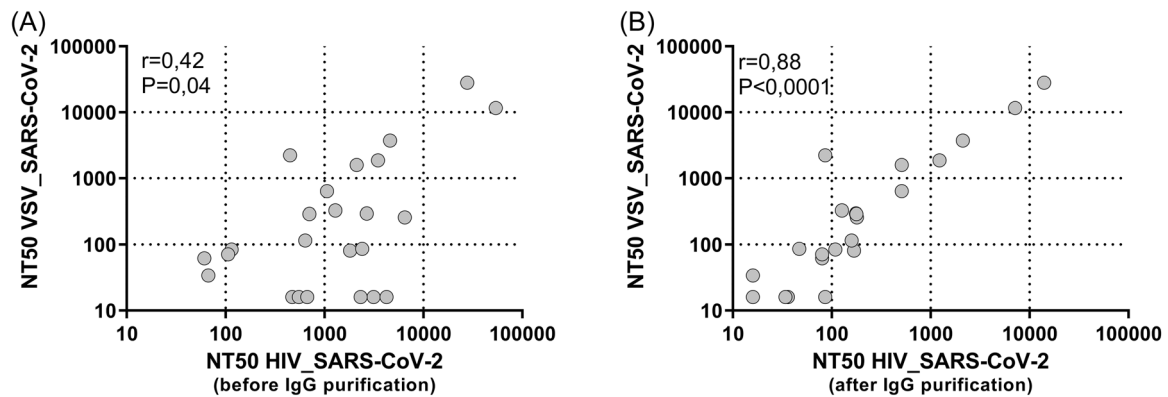 (A)
NT50 VSV_SARS-CoV-2
100000
10000
1000
100
10
r=0,42
P=0,04
10 100 1000 10000 100000
NT50 HIV_SARS-CoV-2
(before IgG purification)
(B)
NT50 VSV_SARS-CoV-2
100000
10000
1000
100
10
r=0,88
P<0,0001
10 100 1000 10000 100000
NT50 HIV_SARS-CoV-2
(after IgG purification)